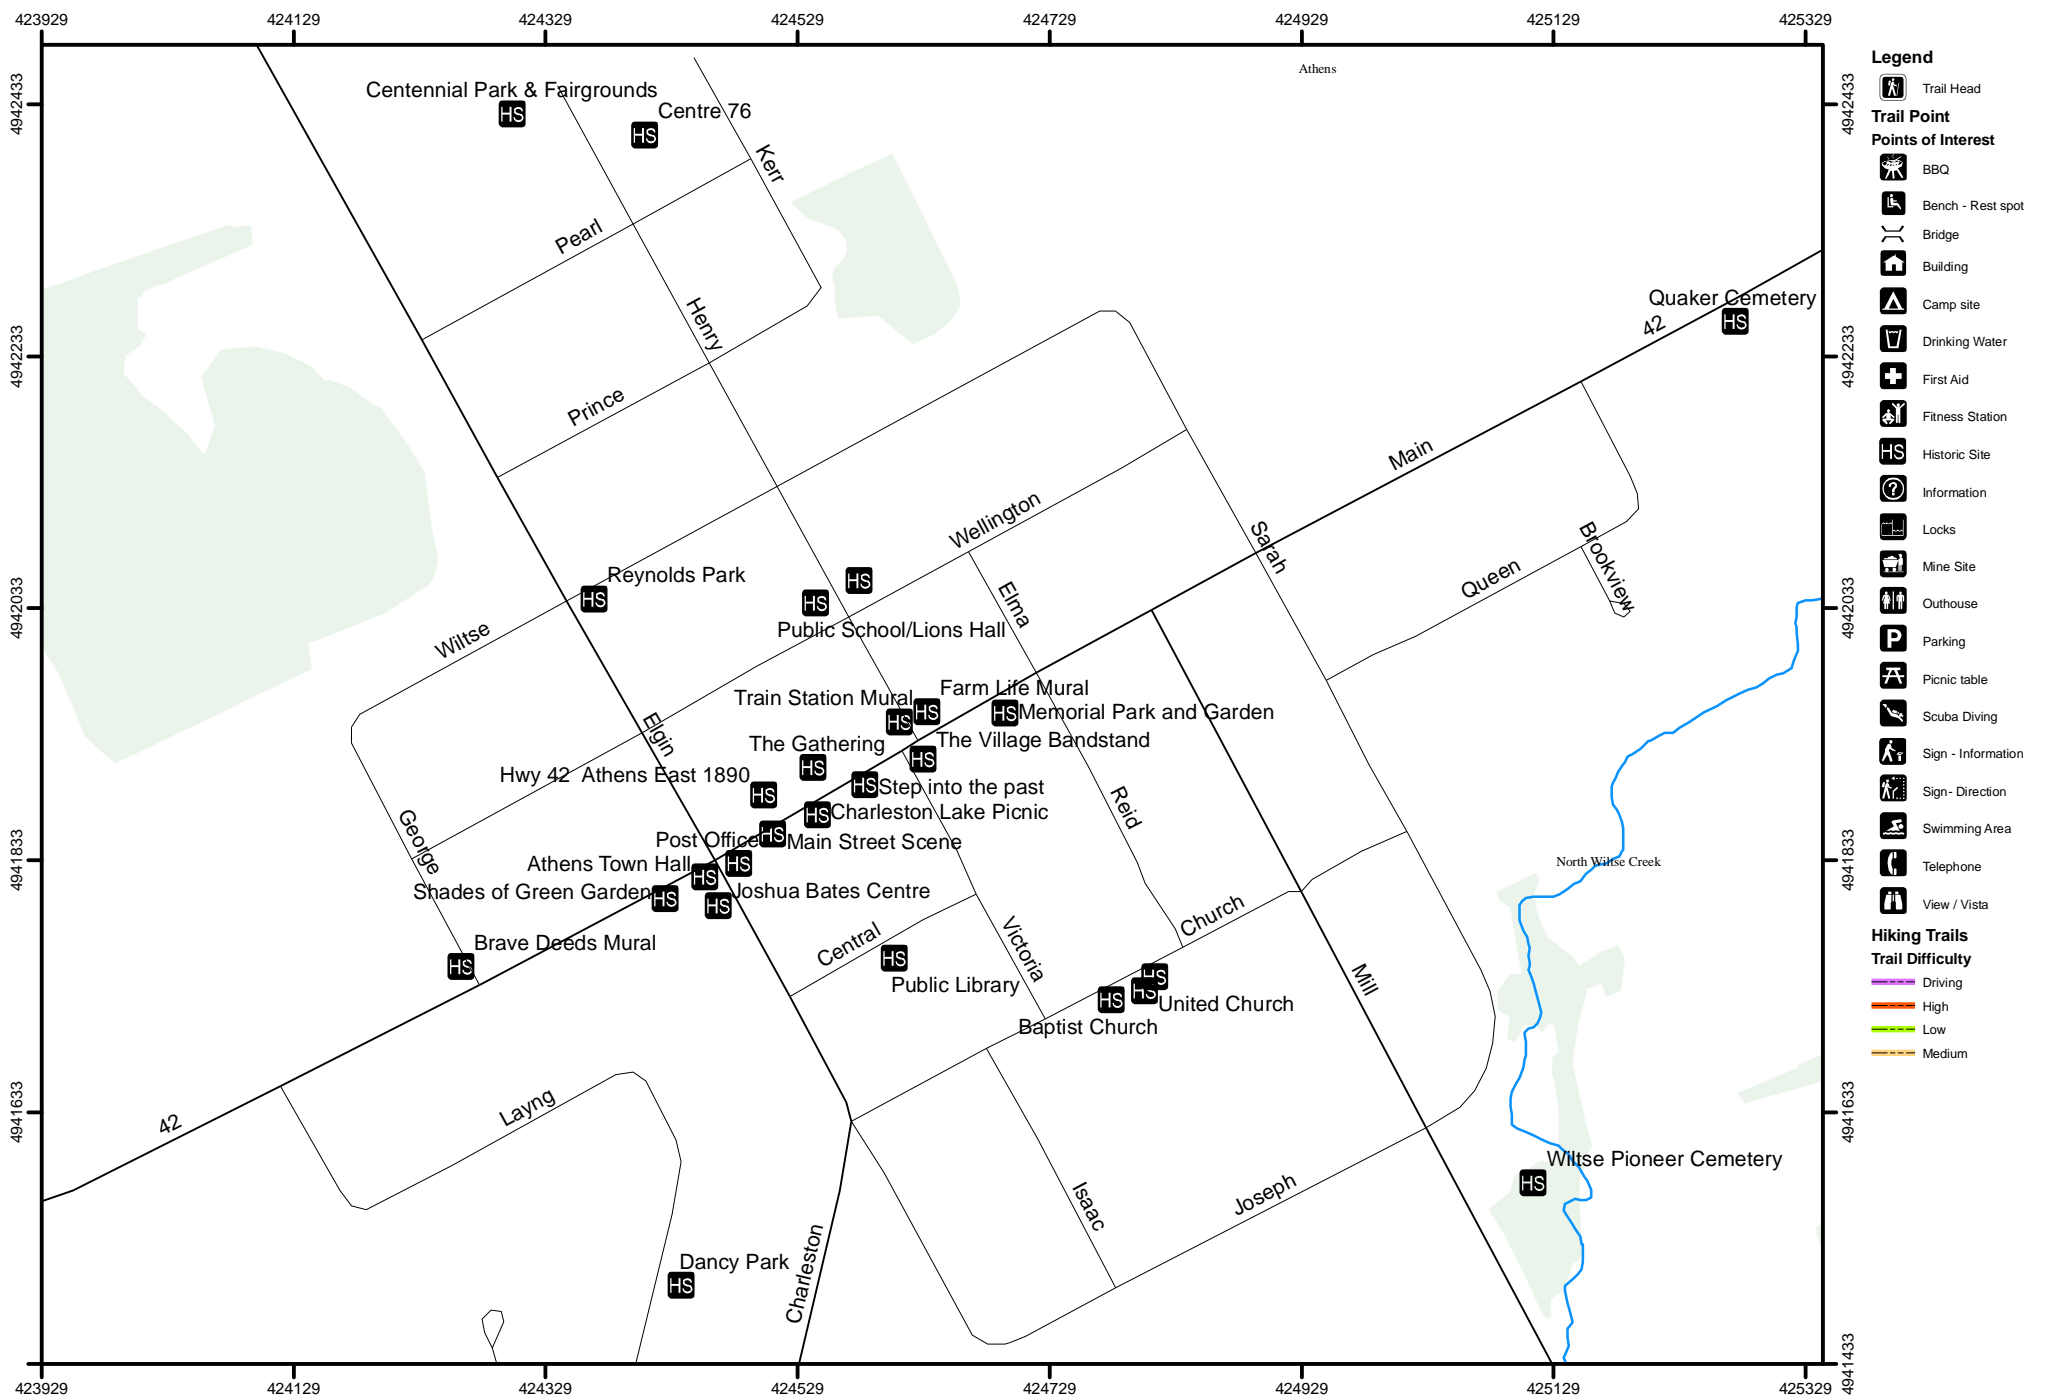 423929 424129 424329 424529 424729 424929 425129 425329
4942433 4942233 4942033 4941833 4941633 4941433
Athens
Centennial Park & Fairgrounds
HS
Centre 76
HS
Kerr
Pearl
Henry
Prince
Quaker Cemetery
HS
42
Main
Wellington
Sarah
Brookview
Queen
Reynolds Park
HS
HS
HS
Elma
Public School/Lions Hall
Wiltse
Farm Life Mural
Train Station Mural
HS
HS
HS
Memorial Park and Garden
Elgin
The Gathering
HS
The Village Bandstand
HS
Hwy 42 Athens East 1890
HS
HS
Step into the past
Reid
HS
Charleston Lake Picnic
George
Post Office
HS
HS
Main Street Scene
Athens Town Hall
HS
Shades of Green Garden
HS
HS
Joshua Bates Centre
North Wiltse Creek
Church
Central
Victoria
Brave Deeds Mural
HS
HS
Public Library
Mill
HS
HS
HS
United Church
Baptist Church
Layng
42
Wiltse Pioneer Cemetery
HS
Isaac
Joseph
Charleston
Dancy Park
HS
423929 424129 424329 424529 424729 424929 425129 425329
4942433 4942233 4942033 4941833 4941633 4941433
Legend
Trail Head
Trail Point
Points of Interest
BBQ
Bench - Rest spot
Bridge
Building
Camp site
Drinking Water
First Aid
Fitness Station
HS Historic Site
? Information
Locks
Mine Site
Outhouse
P Parking
Picnic table
Scuba Diving
Sign - Information
Sign- Direction
Swimming Area
Telephone
View / Vista
Hiking Trails
Trail Difficulty
Driving
High
Low
Medium